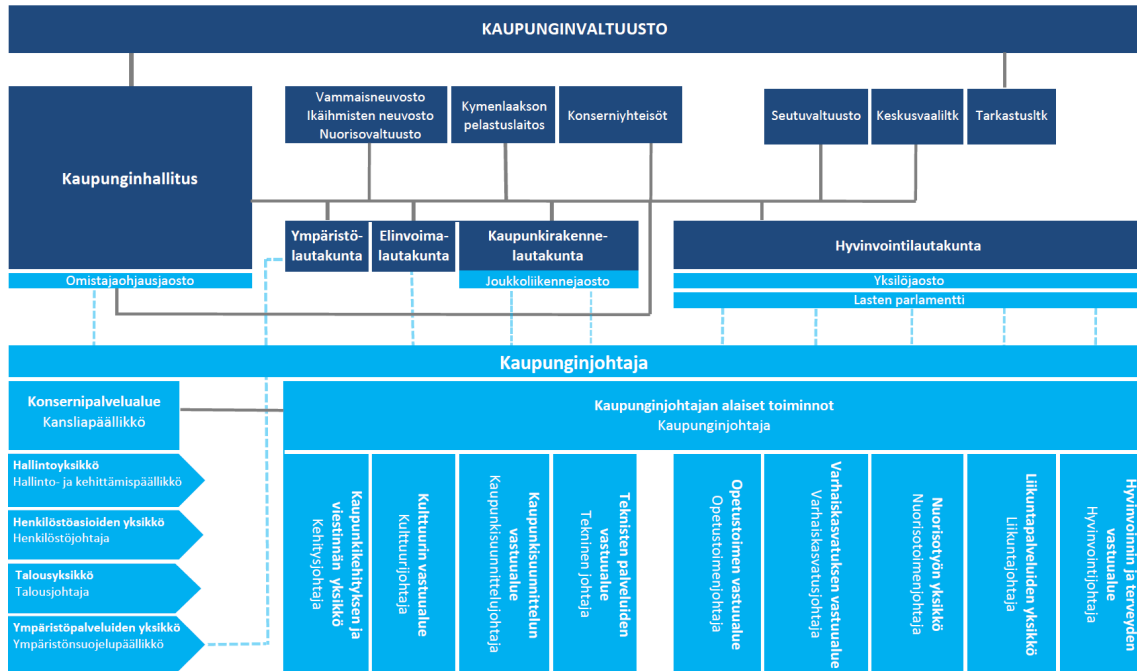 KAUPUNGINVALTUUSTO
Kaupunginhallitus
Omistajaohjausjaosto
Vammaisneuvosto
Ikäihmisten neuvosto
Nuorisovaltuusto
Kymenlaakson
pelastuslaitos
Konserniyhteisöt
Seutuvaltuusto
Keskusvaaliltk
Tarkastusltk
Ympäristö-
lautakunta
Elinvoima-
lautakunta
Kaupunkirakenne-
lautakunta
Joukkoliikennejaosto
Hyvinvointilautakunta
Yksilöjaosto
Lasten parlamentti
Kaupunginjohtaja
Konsernipalvelualue
Kansliapäällikkö
Kaupunginjohtajan alaiset toiminnot
Kaupunginjohtaja
Hallintoyksikkö
Hallinto- ja kehittämispäällikkö
Henkilöstöasioiden yksikkö
Henkilöstöjohtaja
Talousyksikkö
Talousjohtaja
Ympäristöpalveluiden yksikkö
Ympäristönsuojelupäällikkö
Kaupunkikehityksen ja
viestinnän yksikkö
Kehitysjohtaja
Kulttuurin vastuualue
Kulttuurijohtaja
Kaupunkisuunnittelun
vastuualue
Kaupunkisuunnittelujohtaja
Teknisten palveluiden
vastuualue
Tekninen johtaja
Opetustoimen vastuualue
Opetustoimenjohtaja
Varhaiskasvatuksen vastuualue
Varhaiskasvatusjohtaja
Nuorisotyön yksikkö
Nuorisotoimenjohtaja
Liikuntapalveluiden yksikkö
Liikuntajohtaja
Hyvinvoinnin ja terveyden
vastuualue
Hyvinvointijohtaja